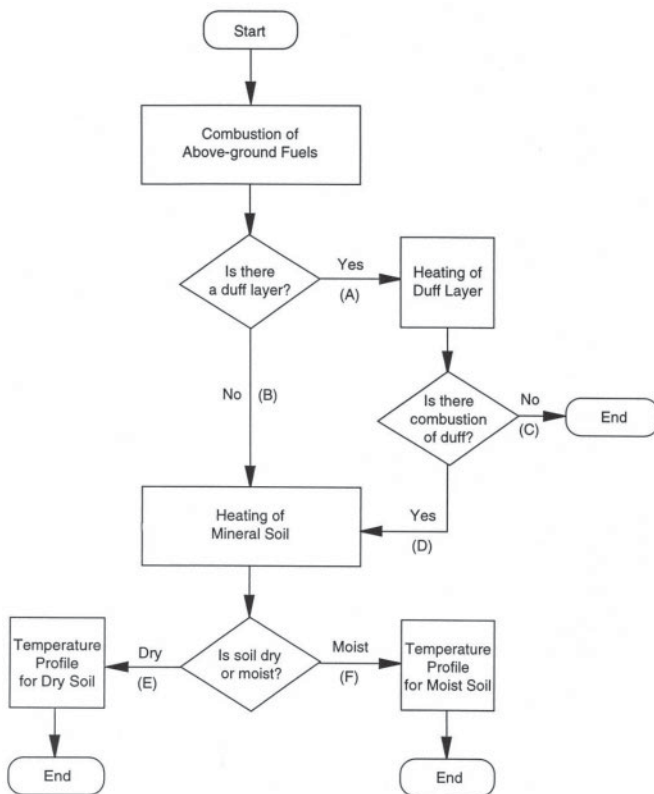 Start
Combustion of
Above-ground Fuels
Is there
a duff layer?
Yes
(A)
Heating of
Duff Layer
No
(B)
Is there
combustion
of duff?
No
(C)
End
Heating of
Mineral Soil
Yes
(D)
Is soil dry
or moist?
Dry
(E)
Temperature
Profile
for Dry Soil
Moist
(F)
Temperature
Profile
for Moist Soil
End
End